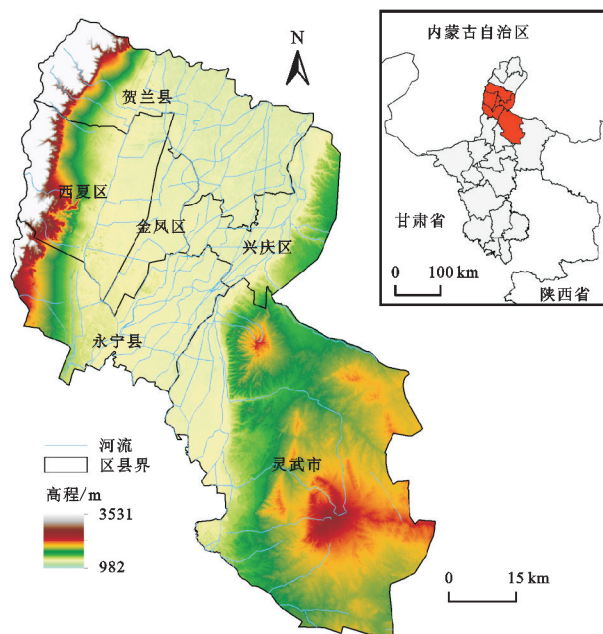 N
贺兰县
西夏区
金凤区
兴庆区
永宁县
灵武市
河流
区县界
高程/m
3531
982
0 15 km
内蒙古自治区
甘肃省
0 100 km
陕西省